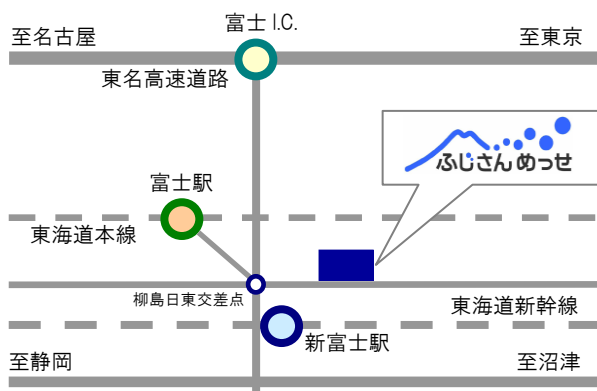 富士 I.C.
至名古屋
至東京
東名高速道路
ふじさんめっせ
富士駅
東海道本線
柳島日東交差点
東海道新幹線
新富士駅
至静岡
至沼津